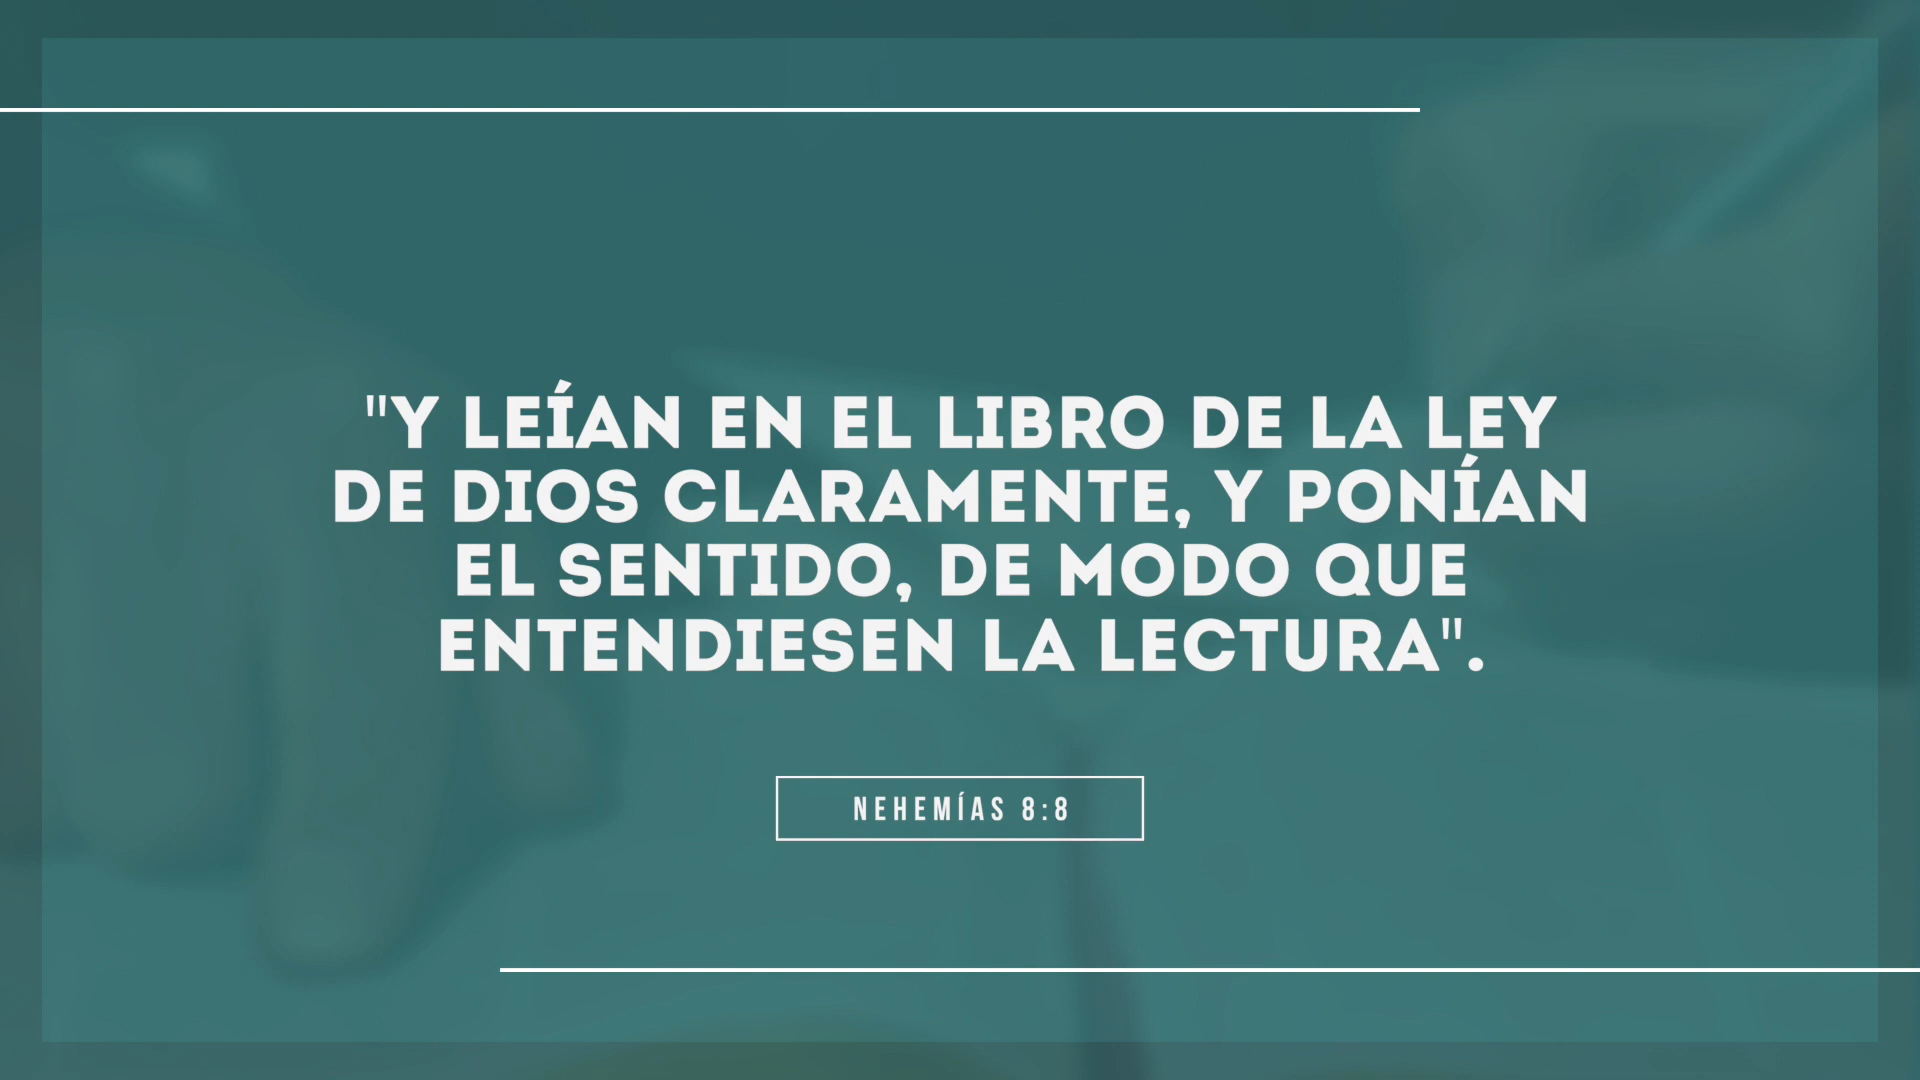 "Y LEÍAN EN EL LIBRO DE LA LEY
DE DIOS CLARAMENTE, Y PONÍAN
EL SENTIDO, DE MODO QUE
ENTENDIESEN LA LECTURA".
NEHEMÍAS 8:8